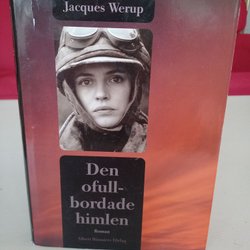 Jacques Werup
Den
ofull-
bordade
himlen
Roman
Albert Bonniers Förlag